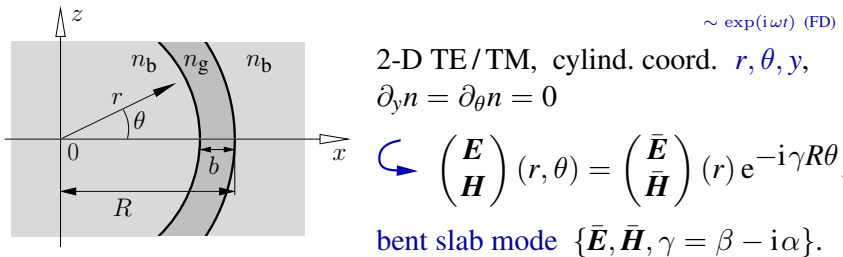 z
n_b n_g n_b
r
θ
0 x
b
R
~ exp(i ωt) (FD)
2-D TE / TM, cylind. coord. r, θ, y,
∂_y n = ∂_θ n = 0
(E H) (r, θ) = (Ē H̄) (r) e^{−iγRθ},
bent slab mode {Ē, H̄, γ = β − iα}.